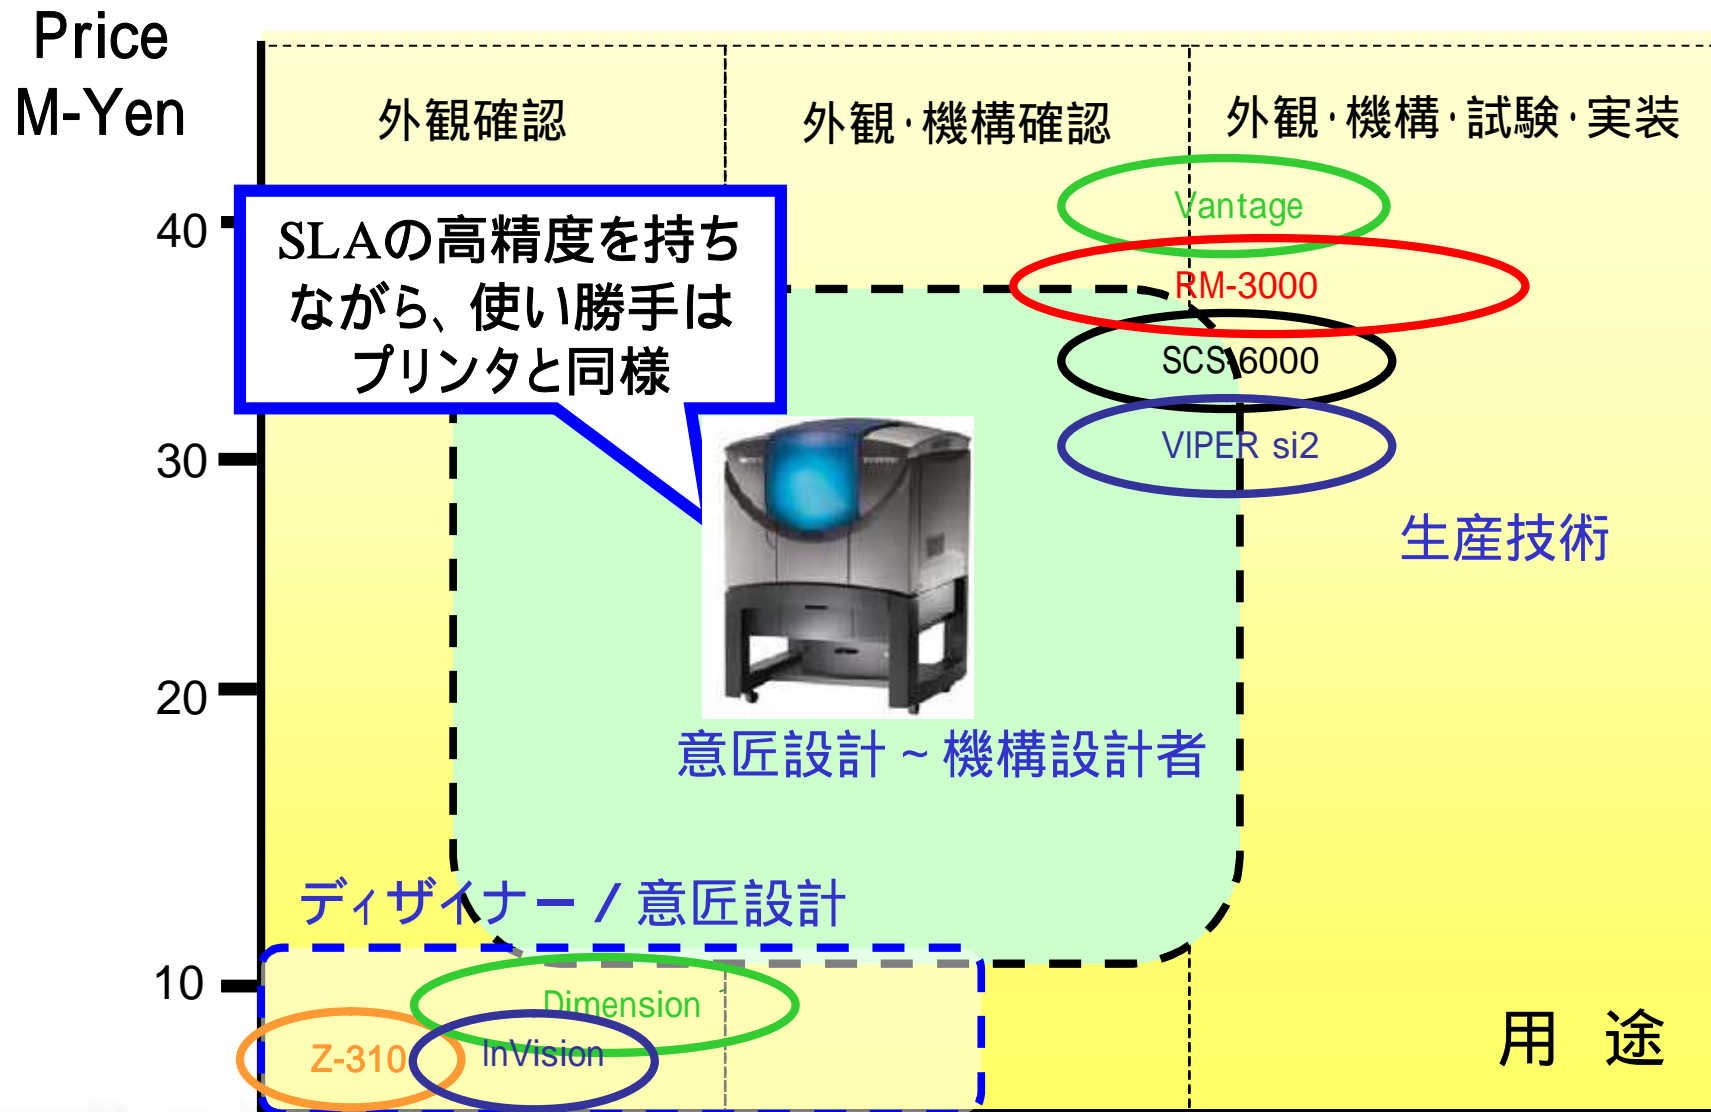 Price
M-Yen
外観確認
外観・機構確認
外観・機構・試験・実装
Vantage
40
SLAの高精度を持ち
ながら、使い勝手は
プリンタと同様
RM-3000
SCS-6000
30
VIPER si2
生産技術
20
意匠設計～機構設計者
ディザイナー / 意匠設計
10
Dimension
Z-310
InVision
用 途